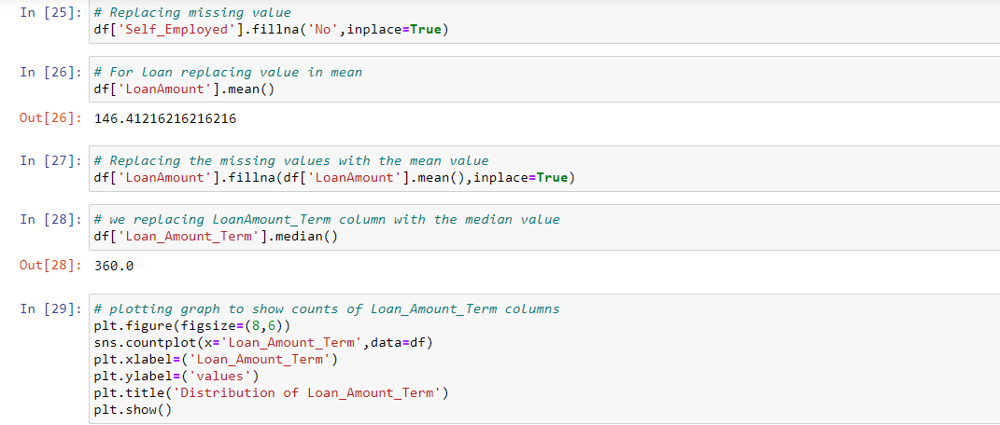 In [25]: # Replacing missing value
df['Self_Employed'].fillna('No',inplace=True)
In [26]: # For loan replacing value in mean
df['LoanAmount'].mean()
Out[26]: 146.41216216216216
In [27]: # Replacing the missing values with the mean value
df['LoanAmount'].fillna(df['LoanAmount'].mean(),inplace=True)
In [28]: # we replacing LoanAmount_Term column with the median value
df['Loan_Amount_Term'].median()
Out[28]: 360.0
In [29]: # plotting graph to show counts of Loan_Amount_Term columns
plt.figure(figsize=(8,6))
sns.countplot(x='Loan_Amount_Term',data=df)
plt.xlabel=('Loan_Amount_Term')
plt.ylabel=('values')
plt.title('Distribution of Loan_Amount_Term')
plt.show()